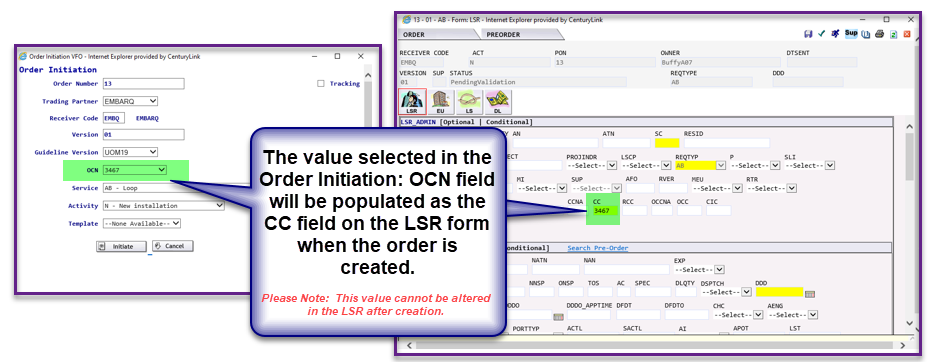 Order Initiation VFO - Internet Explorer provided by CenturyLink
Order Initiation
Order Number 13 Tracking
Trading Partner EMBARQ
Receiver Code EMBQ EMBARQ
Version 01
Guideline Version UOM19
OCN 3467
Service AB - Loop
Activity N - New installation
Template --None Available--
Initiate Cancel
The value selected in the
Order Initiation: OCN field
will be populated as the
CC field on the LSR form
when the order is
created.
Please Note: This value cannot be altered
in the LSR after creation.
13 - 01 - AB - Form: LSR - Internet Explorer provided by CenturyLink
ORDER PREORDER
Sup
RECEIVER CODE ACT PON OWNER DTSENT
EMBQ N 13 BuffyA07
VERSION SUP STATUS REQTYP DDD
01 PendingValidation AB
LSR EU LS DL
LSR_ADMIN [Optional | Conditional]
Y AN ATN SC RESID
ECT PROJINDR LSCP REQTYP P SLI
--Select-- --Select-- AB --Select-- --Select--
MI SUP AFO RVER MEU RTR
--Select-- --Select-- --Select-- --Select--
CCNA CC RCC OCCNA OCC CIC
3467
onditional] Search Pre-Order
NATN NAN EXP
--Select--
NNSP ONSP TOS AC SPEC DLQTY DSPTCH DDD
--Select--
DDDO DDDO_APPTIME DFDT DFDTO CHC AENG
--Select-- --Select--
PORTTYP ACTL SACTL AI APOT LST